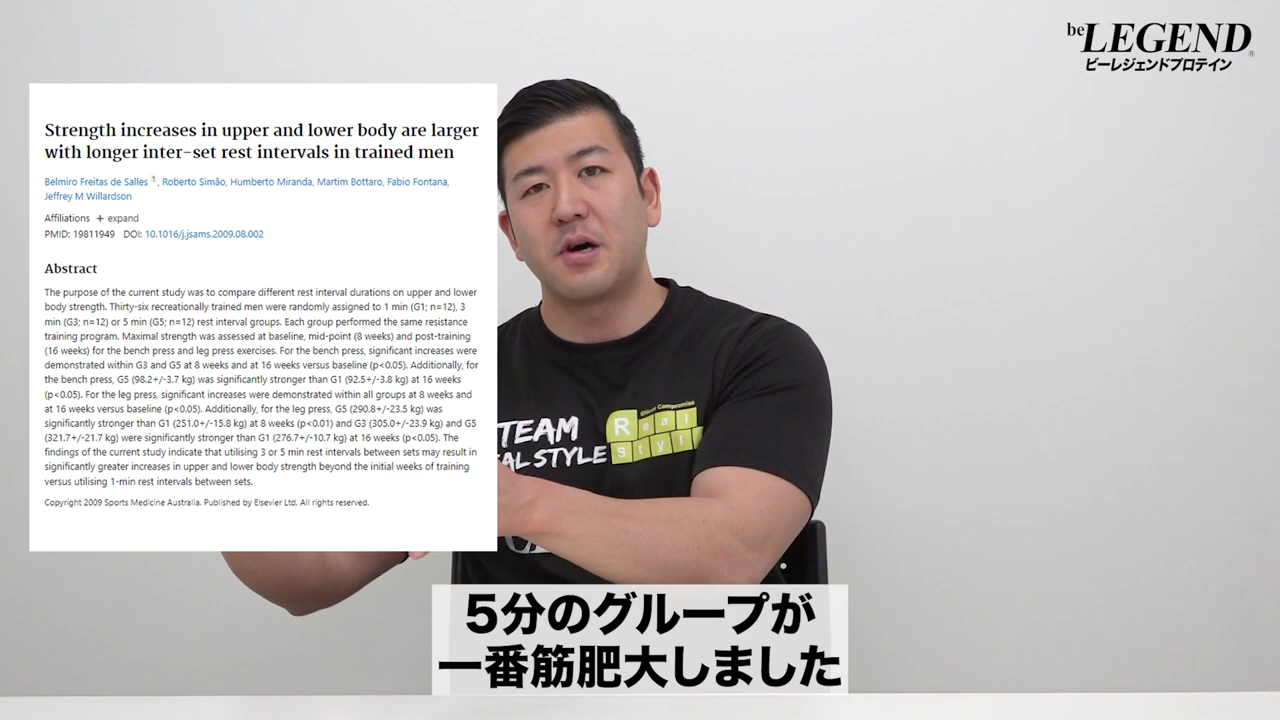 be LEGEND®
ビーレジェンドプロテイン
Strength increases in upper and lower body are larger
with longer inter-set rest intervals in trained men
Belmiro Freitas de Salles 1, Roberto Simão, Humberto Miranda, Martim Bottaro, Fabio Fontana,
Jeffrey M Willardson
Affiliations + expand
PMID: 19811949 DOI: 10.1016/j.jsams.2009.08.002
Abstract
The purpose of the current study was to compare different rest interval durations on upper and lower
body strength. Thirty-six recreationally trained men were randomly assigned to 1 min (G1; n=12), 3
min (G3; n=12) or 5 min (G5; n=12) rest interval groups. Each group performed the same resistance
training program. Maximal strength was assessed at baseline, mid-point (8 weeks) and post-training
(16 weeks) for the bench press and leg press exercises. For the bench press, significant increases were
demonstrated within G3 and G5 at 8 weeks and at 16 weeks versus baseline (p<0.05). Additionally, for
the bench press, G5 (98.2+/-3.7 kg) was significantly stronger than G1 (92.5+/-3.8 kg) at 16 weeks
(p<0.05). For the leg press, significant increases were demonstrated within all groups at 8 weeks and
at 16 weeks versus baseline (p<0.05). Additionally, for the leg press, G5 (290.8+/-23.5 kg) was
significantly stronger than G1 (251.0+/-15.8 kg) at 8 weeks (p<0.01) and G3 (305.0+/-23.9 kg) and G5
(321.7+/-21.7 kg) were significantly stronger than G1 (276.7+/-10.7 kg) at 16 weeks (p<0.05). The
findings of the current study indicate that utilising 3 or 5 min rest intervals between sets may result in
significantly greater increases in upper and lower body strength beyond the initial weeks of training
versus utilising 1-min rest intervals between sets.
Copyright 2009 Sports Medicine Australia. Published by Elsevier Ltd. All rights reserved.
TEAM
EAL STYLE
Real
Style
5分のグループが
一番筋肥大しました